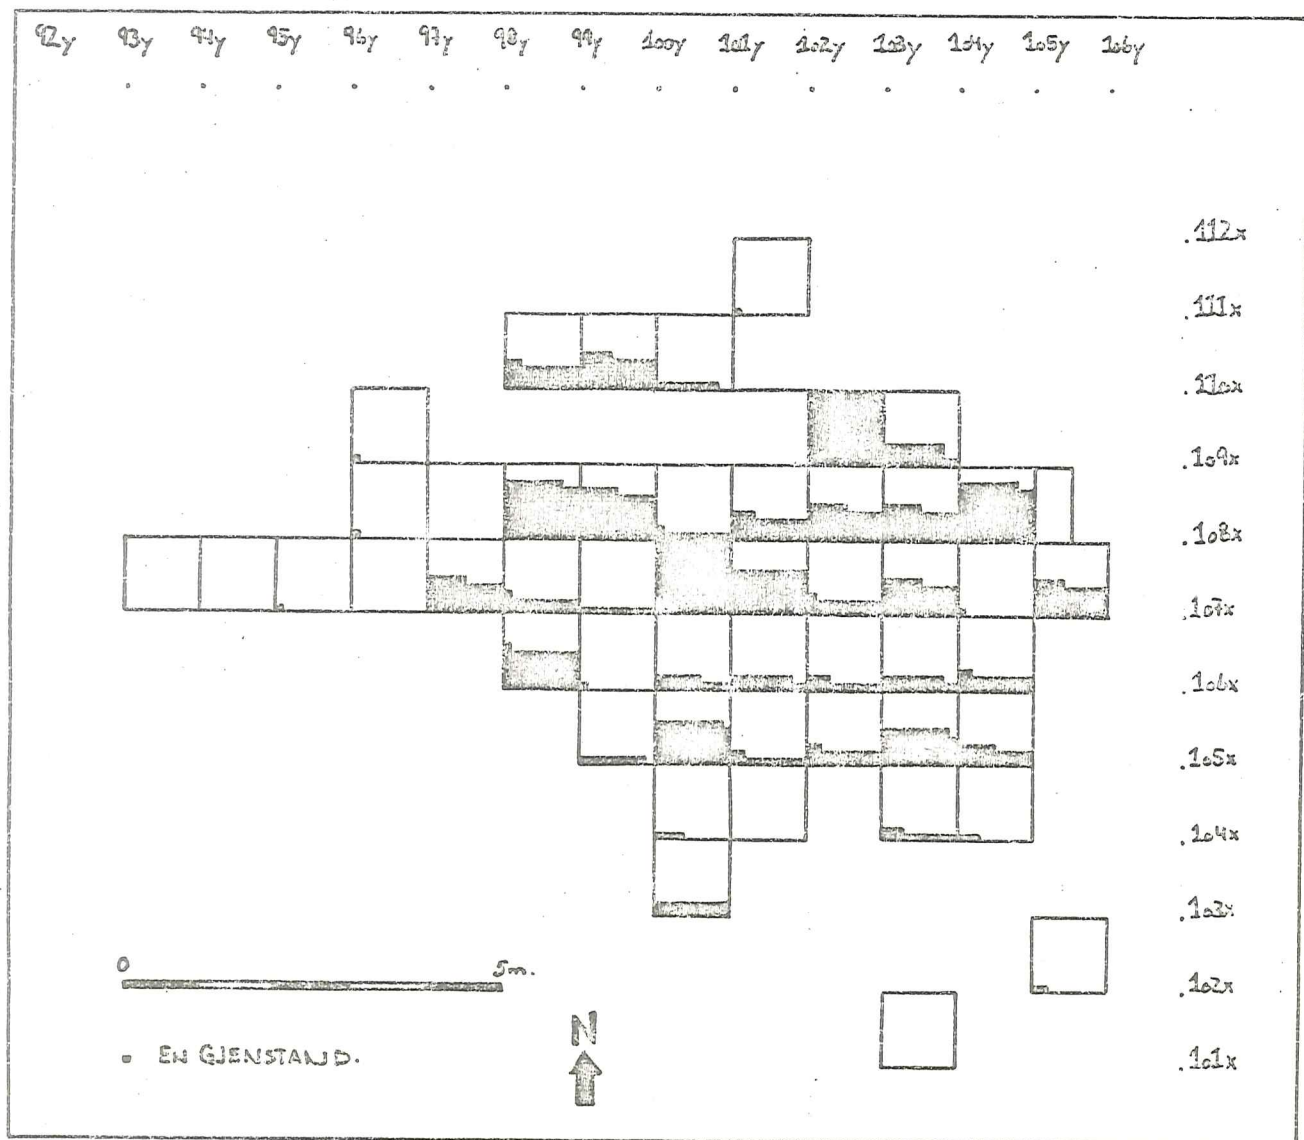 92y 93y 94y 95y 96y 97y 98y 99y 100y 101y 102y 103y 104y 105y 106y
.112x
.111x
.110x
.109x
.108x
.107x
.106x
.105x
.104x
.103x
0 5m.
.102x
N
▪ EN GJENSTAND.
.101x